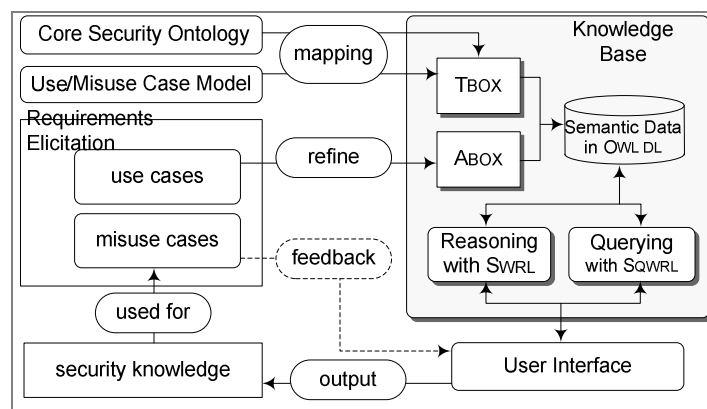 Core Security Ontology
mapping
Knowledge
Base
Use/Misuse Case Model
TBOX
Requirements
Elicitation
Semantic Data
in OWL DL
use cases
refine
ABOX
misuse cases
feedback
Reasoning
with SWRL
Querying
with SQWRL
used for
security knowledge
output
User Interface